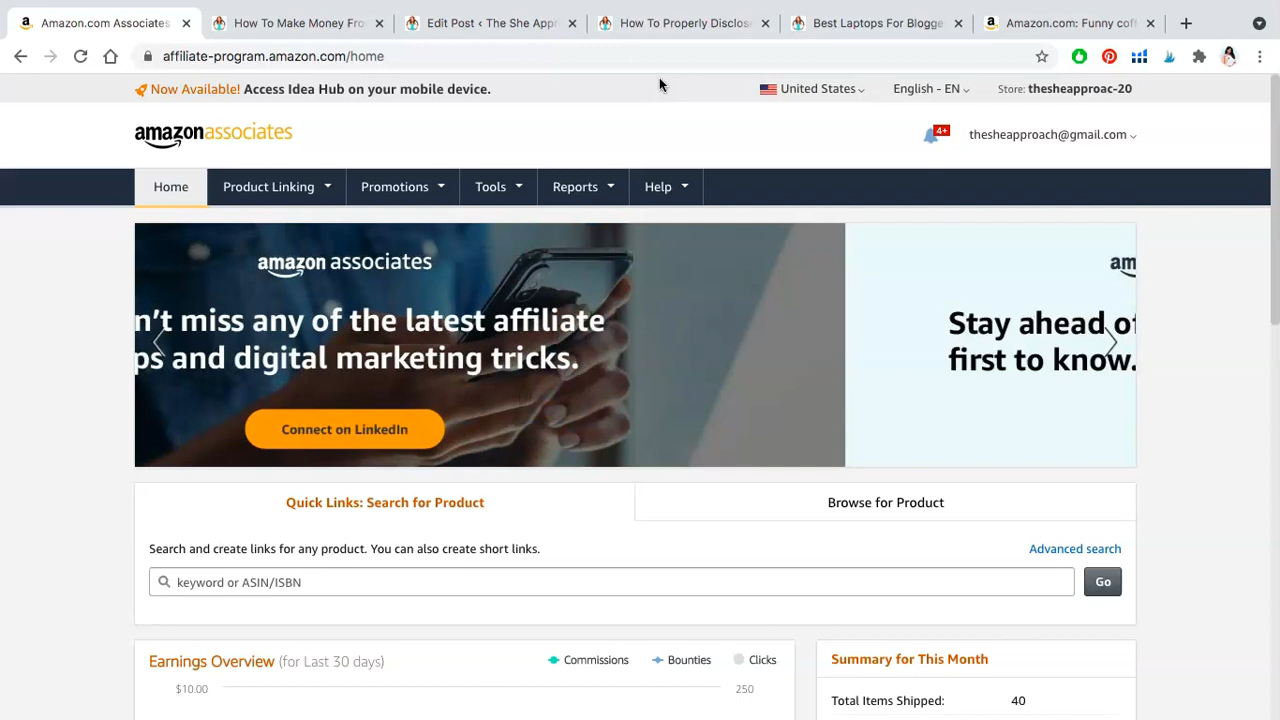 Amazon.com Associates
How To Make Money Fro
Edit Post ‹ The She Appr
How To Properly Disclose
Best Laptops For Blogge
Amazon.com: Funny coff
affiliate-program.amazon.com/home
Now Available! Access Idea Hub on your mobile device.
United States
English - EN
Store: thesheapproac-20
amazonassociates
4+
thesheapproach@gmail.com
Home
Product Linking
Promotions
Tools
Reports
Help
amazon associates
n't miss any of the latest affiliate
ps and digital marketing tricks.
Connect on LinkedIn
am
Stay ahead of
first to know.
Quick Links: Search for Product
Browse for Product
Search and create links for any product. You can also create short links.
Advanced search
keyword or ASIN/ISBN
Go
Earnings Overview (for Last 30 days)
Commissions
Bounties
Clicks
$10.00
250
Summary for This Month
Total Items Shipped: 40